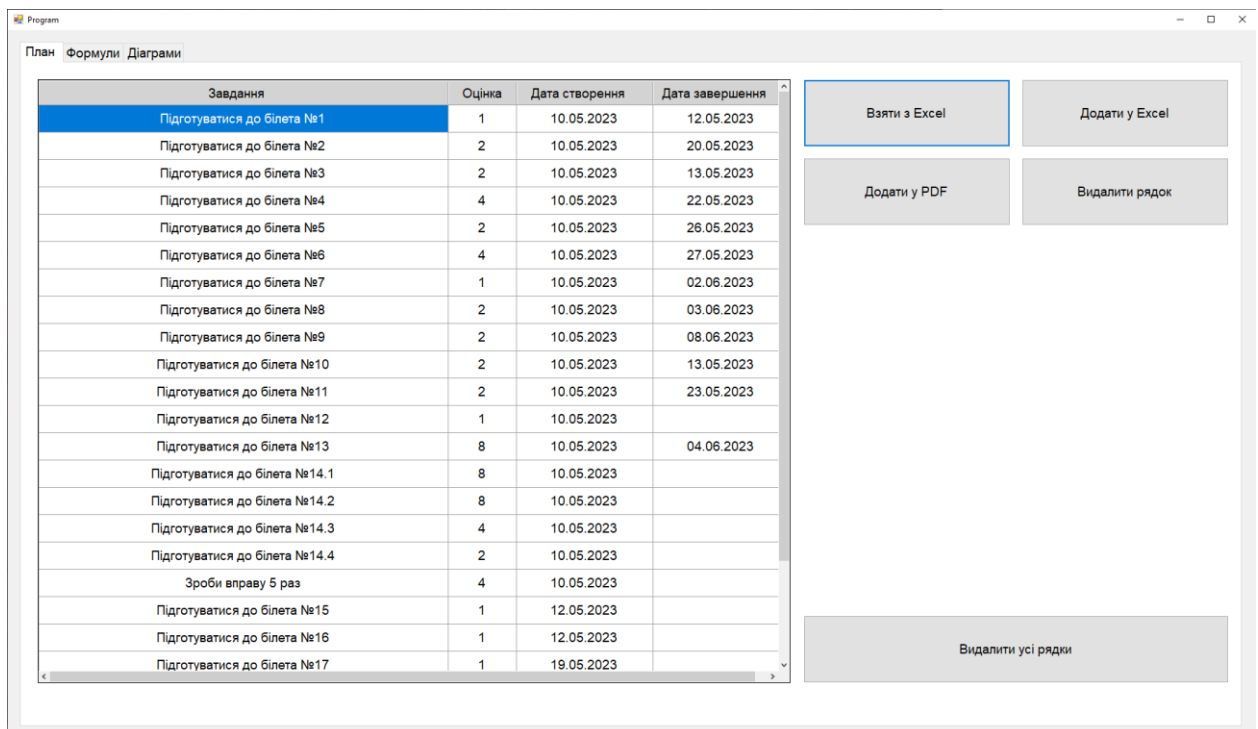 Program
План Формули Діаграми
Завдання Оцінка Дата створення Дата завершення
Підготуватися до білета №1 1 10.05.2023 12.05.2023
Підготуватися до білета №2 2 10.05.2023 20.05.2023
Підготуватися до білета №3 2 10.05.2023 13.05.2023
Підготуватися до білета №4 4 10.05.2023 22.05.2023
Підготуватися до білета №5 2 10.05.2023 26.05.2023
Підготуватися до білета №6 4 10.05.2023 27.05.2023
Підготуватися до білета №7 1 10.05.2023 02.06.2023
Підготуватися до білета №8 2 10.05.2023 03.06.2023
Підготуватися до білета №9 2 10.05.2023 08.06.2023
Підготуватися до білета №10 2 10.05.2023 13.05.2023
Підготуватися до білета №11 2 10.05.2023 23.05.2023
Підготуватися до білета №12 1 10.05.2023
Підготуватися до білета №13 8 10.05.2023 04.06.2023
Підготуватися до білета №14.1 8 10.05.2023
Підготуватися до білета №14.2 8 10.05.2023
Підготуватися до білета №14.3 4 10.05.2023
Підготуватися до білета №14.4 2 10.05.2023
Зроби вправу 5 раз 4 10.05.2023
Підготуватися до білета №15 1 12.05.2023
Підготуватися до білета №16 1 12.05.2023
Підготуватися до білета №17 1 19.05.2023
Взяти з Excel Додати у Excel
Додати у PDF Видалити рядок
Видалити усі рядки